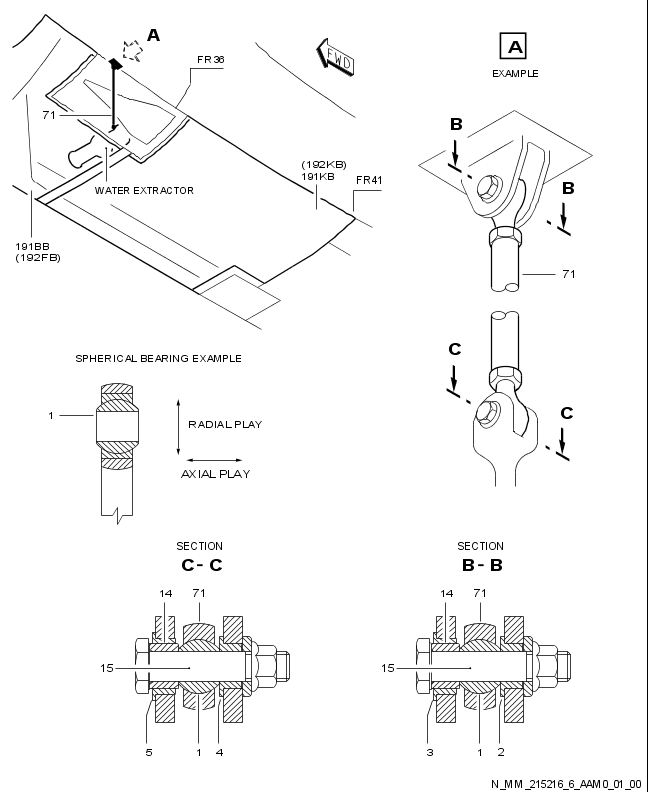 A
FR36
FWD
71
WATER EXTRACTOR
(192KB)
191KB
FR41
191BB
(192FB)
A
EXAMPLE
B
B
71
C
C
SPHERICAL BEARING EXAMPLE
1
RADIAL PLAY
AXIAL PLAY
SECTION
C-C
14
71
15
5
1
4
SECTION
B-B
14
71
15
3
1
2
N_MM_215216_6_AAM0_01_00